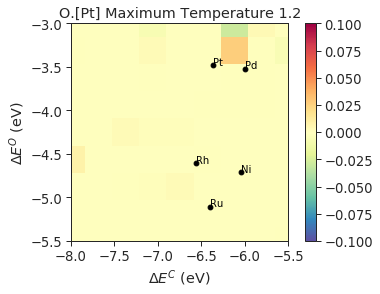 O.[Pt] Maximum Temperature 1.2
−3.0
−3.5
−4.0
−4.5
−5.0
−5.5
ΔE^O (eV)
Pt
Pd
Rh
Ni
Ru
−8.0 −7.5 −7.0 −6.5 −6.0 −5.5
ΔE^C (eV)
0.100
0.075
0.050
0.025
0.000
−0.025
−0.050
−0.075
−0.100